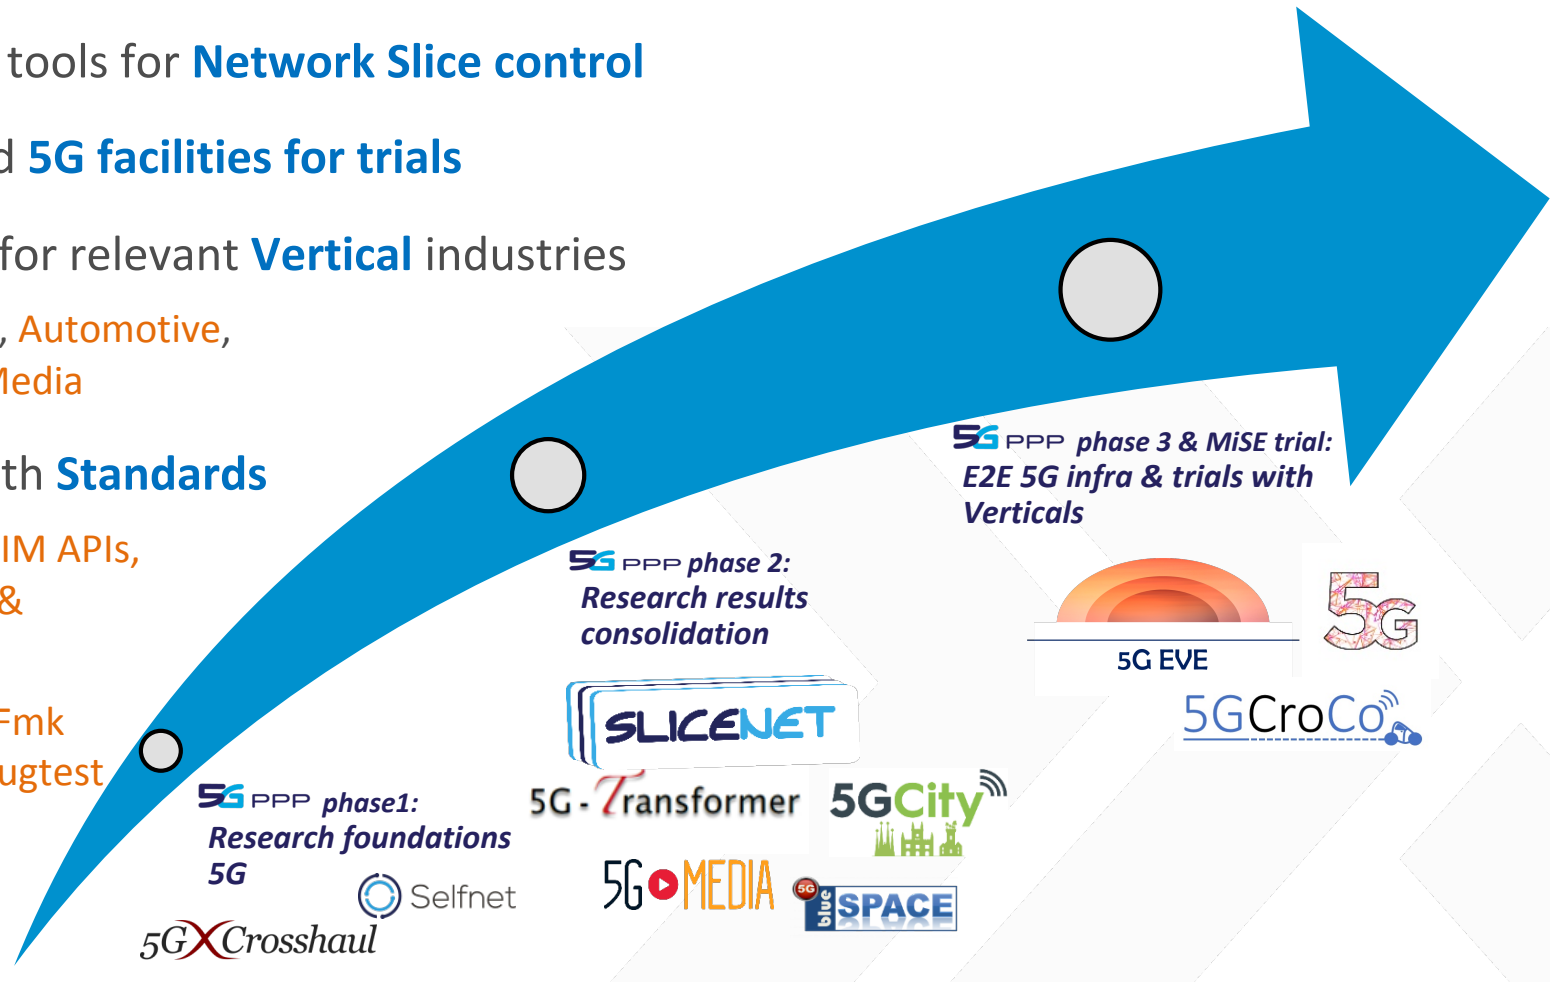 tools for Network Slice control
5G facilities for trials
for relevant Vertical industries
, Automotive,
Media
Standards
IM APIs,
&
Fmk
ugtest
5G PPP phase 3 & MiSE trial:
E2E 5G infra & trials with
Verticals
5G EVE
5G
5GCroCo
5G PPP phase 2:
Research results
consolidation
SLICENET
5G - Transformer
5GCity
5G MEDIA
5G blue SPACE
5G PPP phase1:
Research foundations
5G
Selfnet
5GXCrosshaul